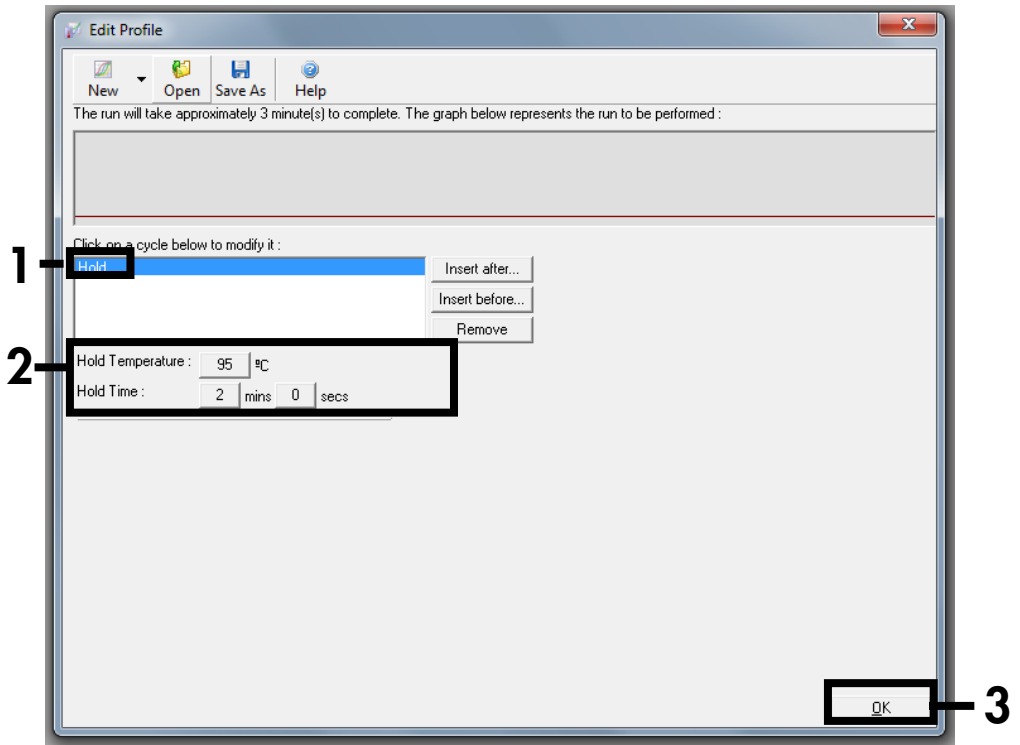 Edit Profile
New Open Save As Help
The run will take approximately 3 minute(s) to complete. The graph below represents the run to be performed :
Click on a cycle below to modify it :
1
Hold
Insert after...
Insert before...
Remove
2
Hold Temperature : 95 ºC
Hold Time : 2 mins 0 secs
OK
3